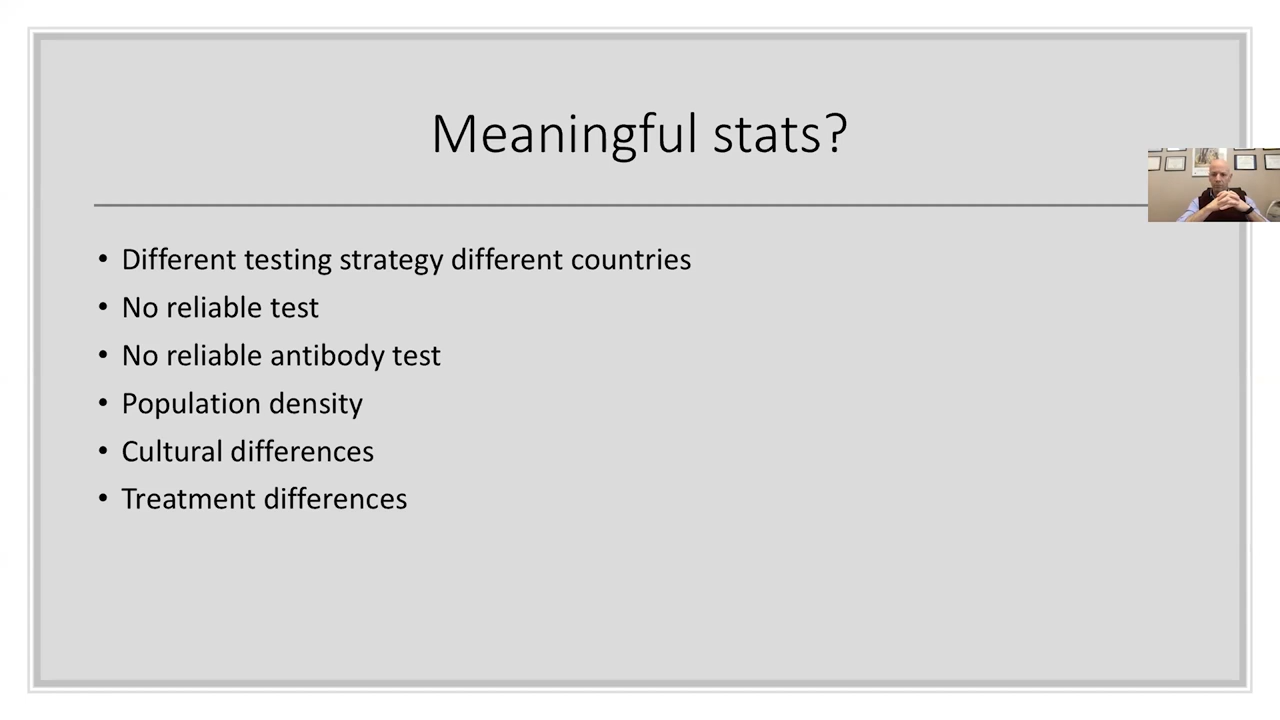 Meaningful stats?
• Different testing strategy different countries
• No reliable test
• No reliable antibody test
• Population density
• Cultural differences
• Treatment differences